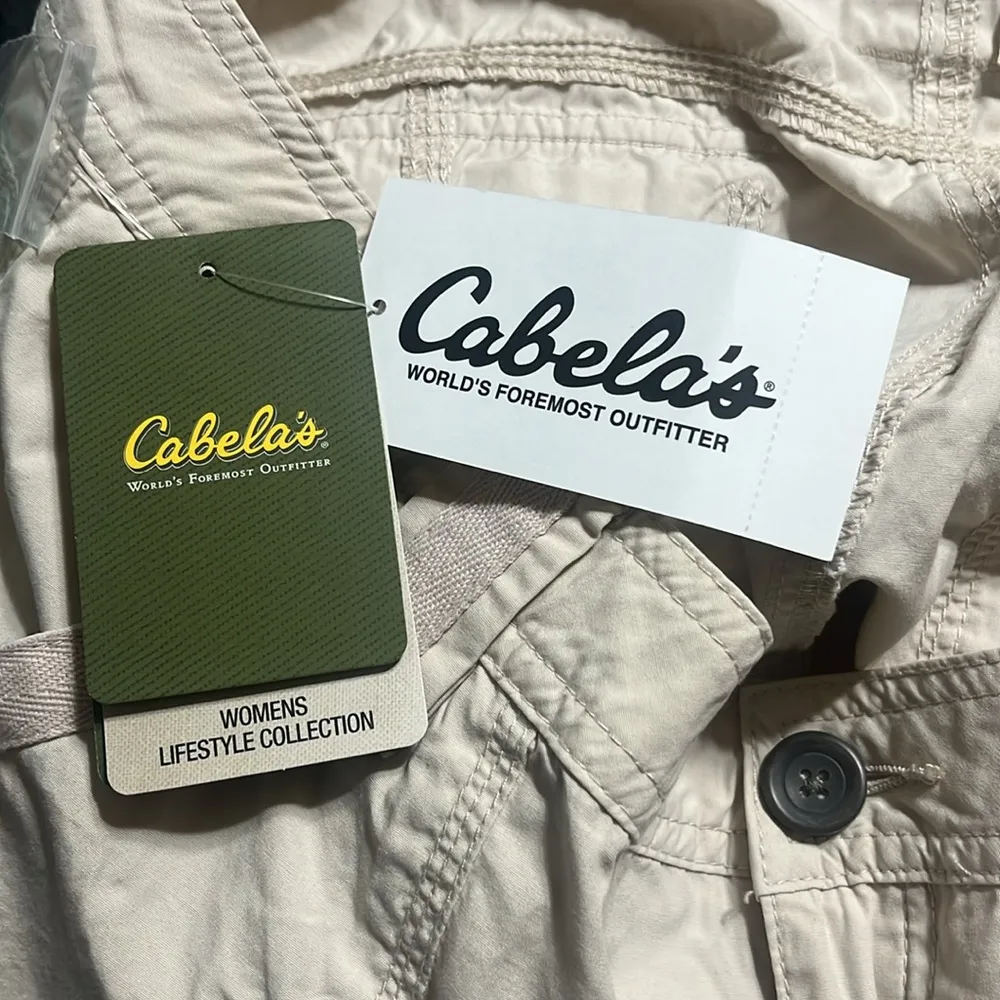 Cabela's®
WORLD'S FOREMOST OUTFITTER
WOMENS
LIFESTYLE COLLECTION
Cabela's®
WORLD'S FOREMOST OUTFITTER